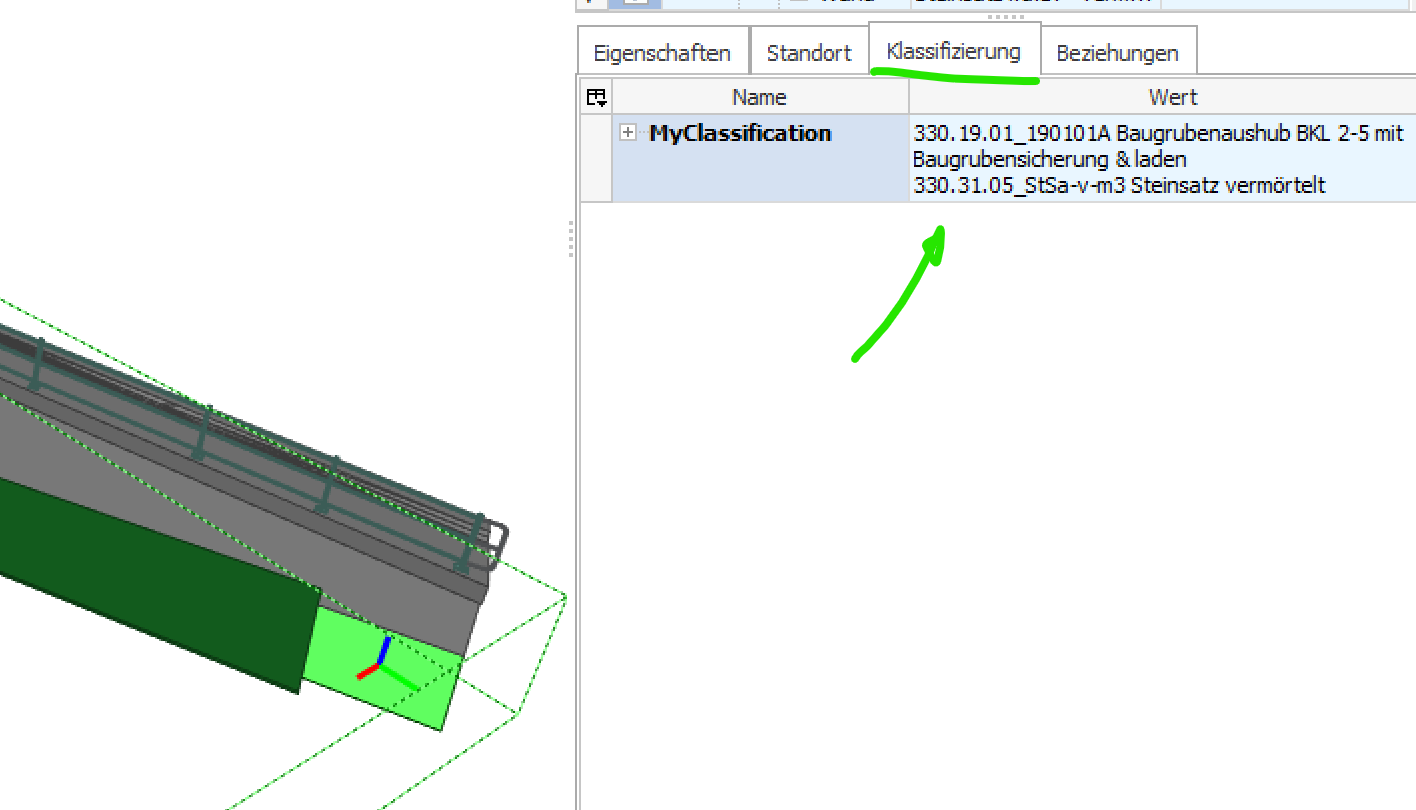 Eigenschaften
Standort
Klassifizierung
Beziehungen
Name
Wert
MyClassification
330.19.01_190101A Baugrubenaushub BKL 2-5 mit
Baugrubensicherung & laden
330.31.05_StSa-v-m3 Steinsatz vermörtelt